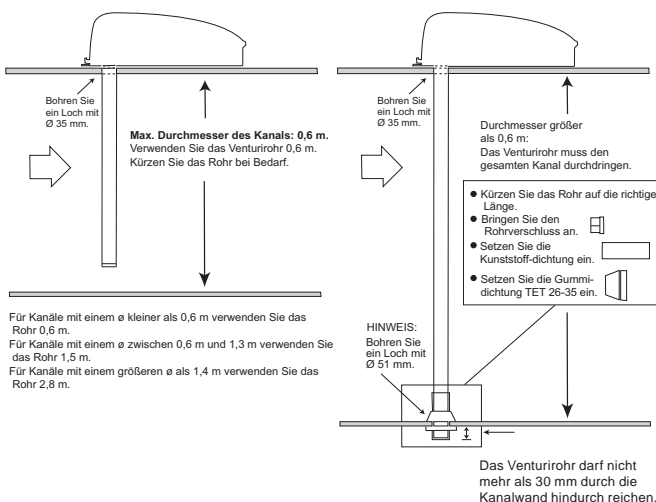 Bohren Sie
ein Loch mit
Ø 35 mm.
Max. Durchmesser des Kanals: 0,6 m.
Verwenden Sie das Venturirohr 0,6 m.
Kürzen Sie das Rohr bei Bedarf.
Für Kanäle mit einem ø kleiner als 0,6 m verwenden Sie das
Rohr 0,6 m.
Für Kanäle mit einem ø zwischen 0,6 m und 1,3 m verwenden Sie
das Rohr 1,5 m.
Für Kanäle mit einem größeren ø als 1,4 m verwenden Sie das
Rohr 2,8 m.
Bohren Sie
ein Loch mit
Ø 35 mm.
Durchmesser größer
als 0,6 m:
Das Venturirohr muss den
gesamten Kanal durchdringen.
● Kürzen Sie das Rohr auf die richtige
Länge.
● Bringen Sie den
Rohrverschluss an.
● Setzen Sie die
Kunststoff-dichtung ein.
● Setzen Sie die Gummi-
dichtung TET 26-35 ein.
HINWEIS:
Bohren Sie
ein Loch mit
Ø 51 mm.
Das Venturirohr darf nicht
mehr als 30 mm durch die
Kanalwand hindurch reichen.